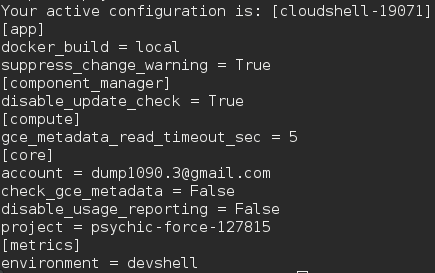 Your active configuration is: [cloudshell-19071]
[app]
docker_build = local
suppress_change_warning = True
[component_manager]
disable_update_check = True
[compute]
gce_metadata_read_timeout_sec = 5
[core]
account = dump1090.3@gmail.com
check_gce_metadata = False
disable_usage_reporting = False
project = psychic-force-127815
[metrics]
environment = devshell